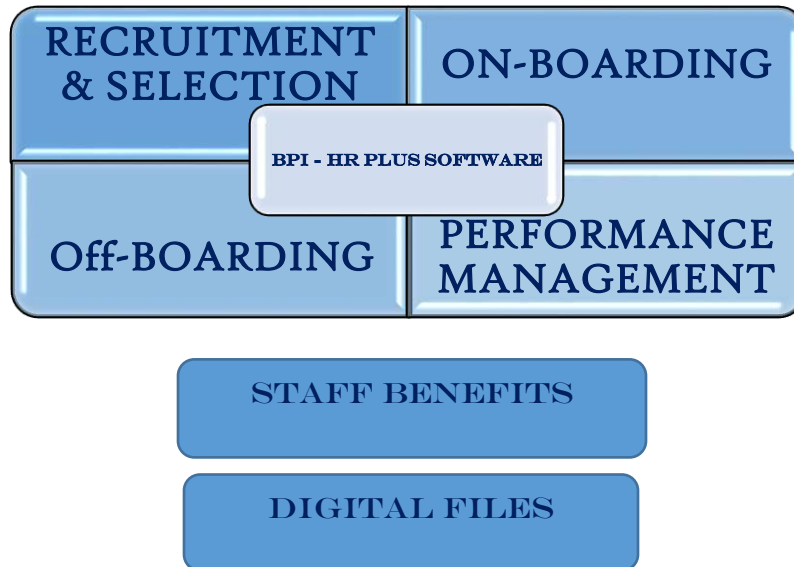 RECRUITMENT
& SELECTION
ON-BOARDING
BPI - HR PLUS SOFTWARE
Off-BOARDING
PERFORMANCE
MANAGEMENT
STAFF BENEFITS
DIGITAL FILES